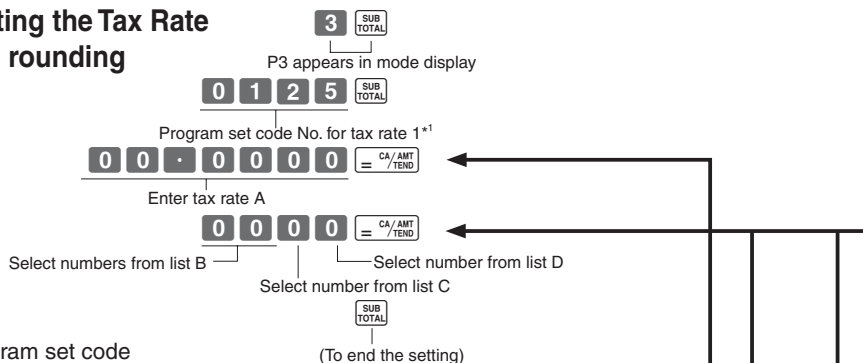 ting the Tax Rate
rounding
3 SUB TOTAL
P3 appears in mode display
0 1 2 5 SUB TOTAL
Program set code No. for tax rate 1*1
0 0 · 0 0 0 0 = CA/AMT/TEND
Enter tax rate A
0 0 0 0 = CA/AMT/TEND
Select numbers from list B Select number from list D
Select number from list C
SUB TOTAL
ram set code (To end the setting)